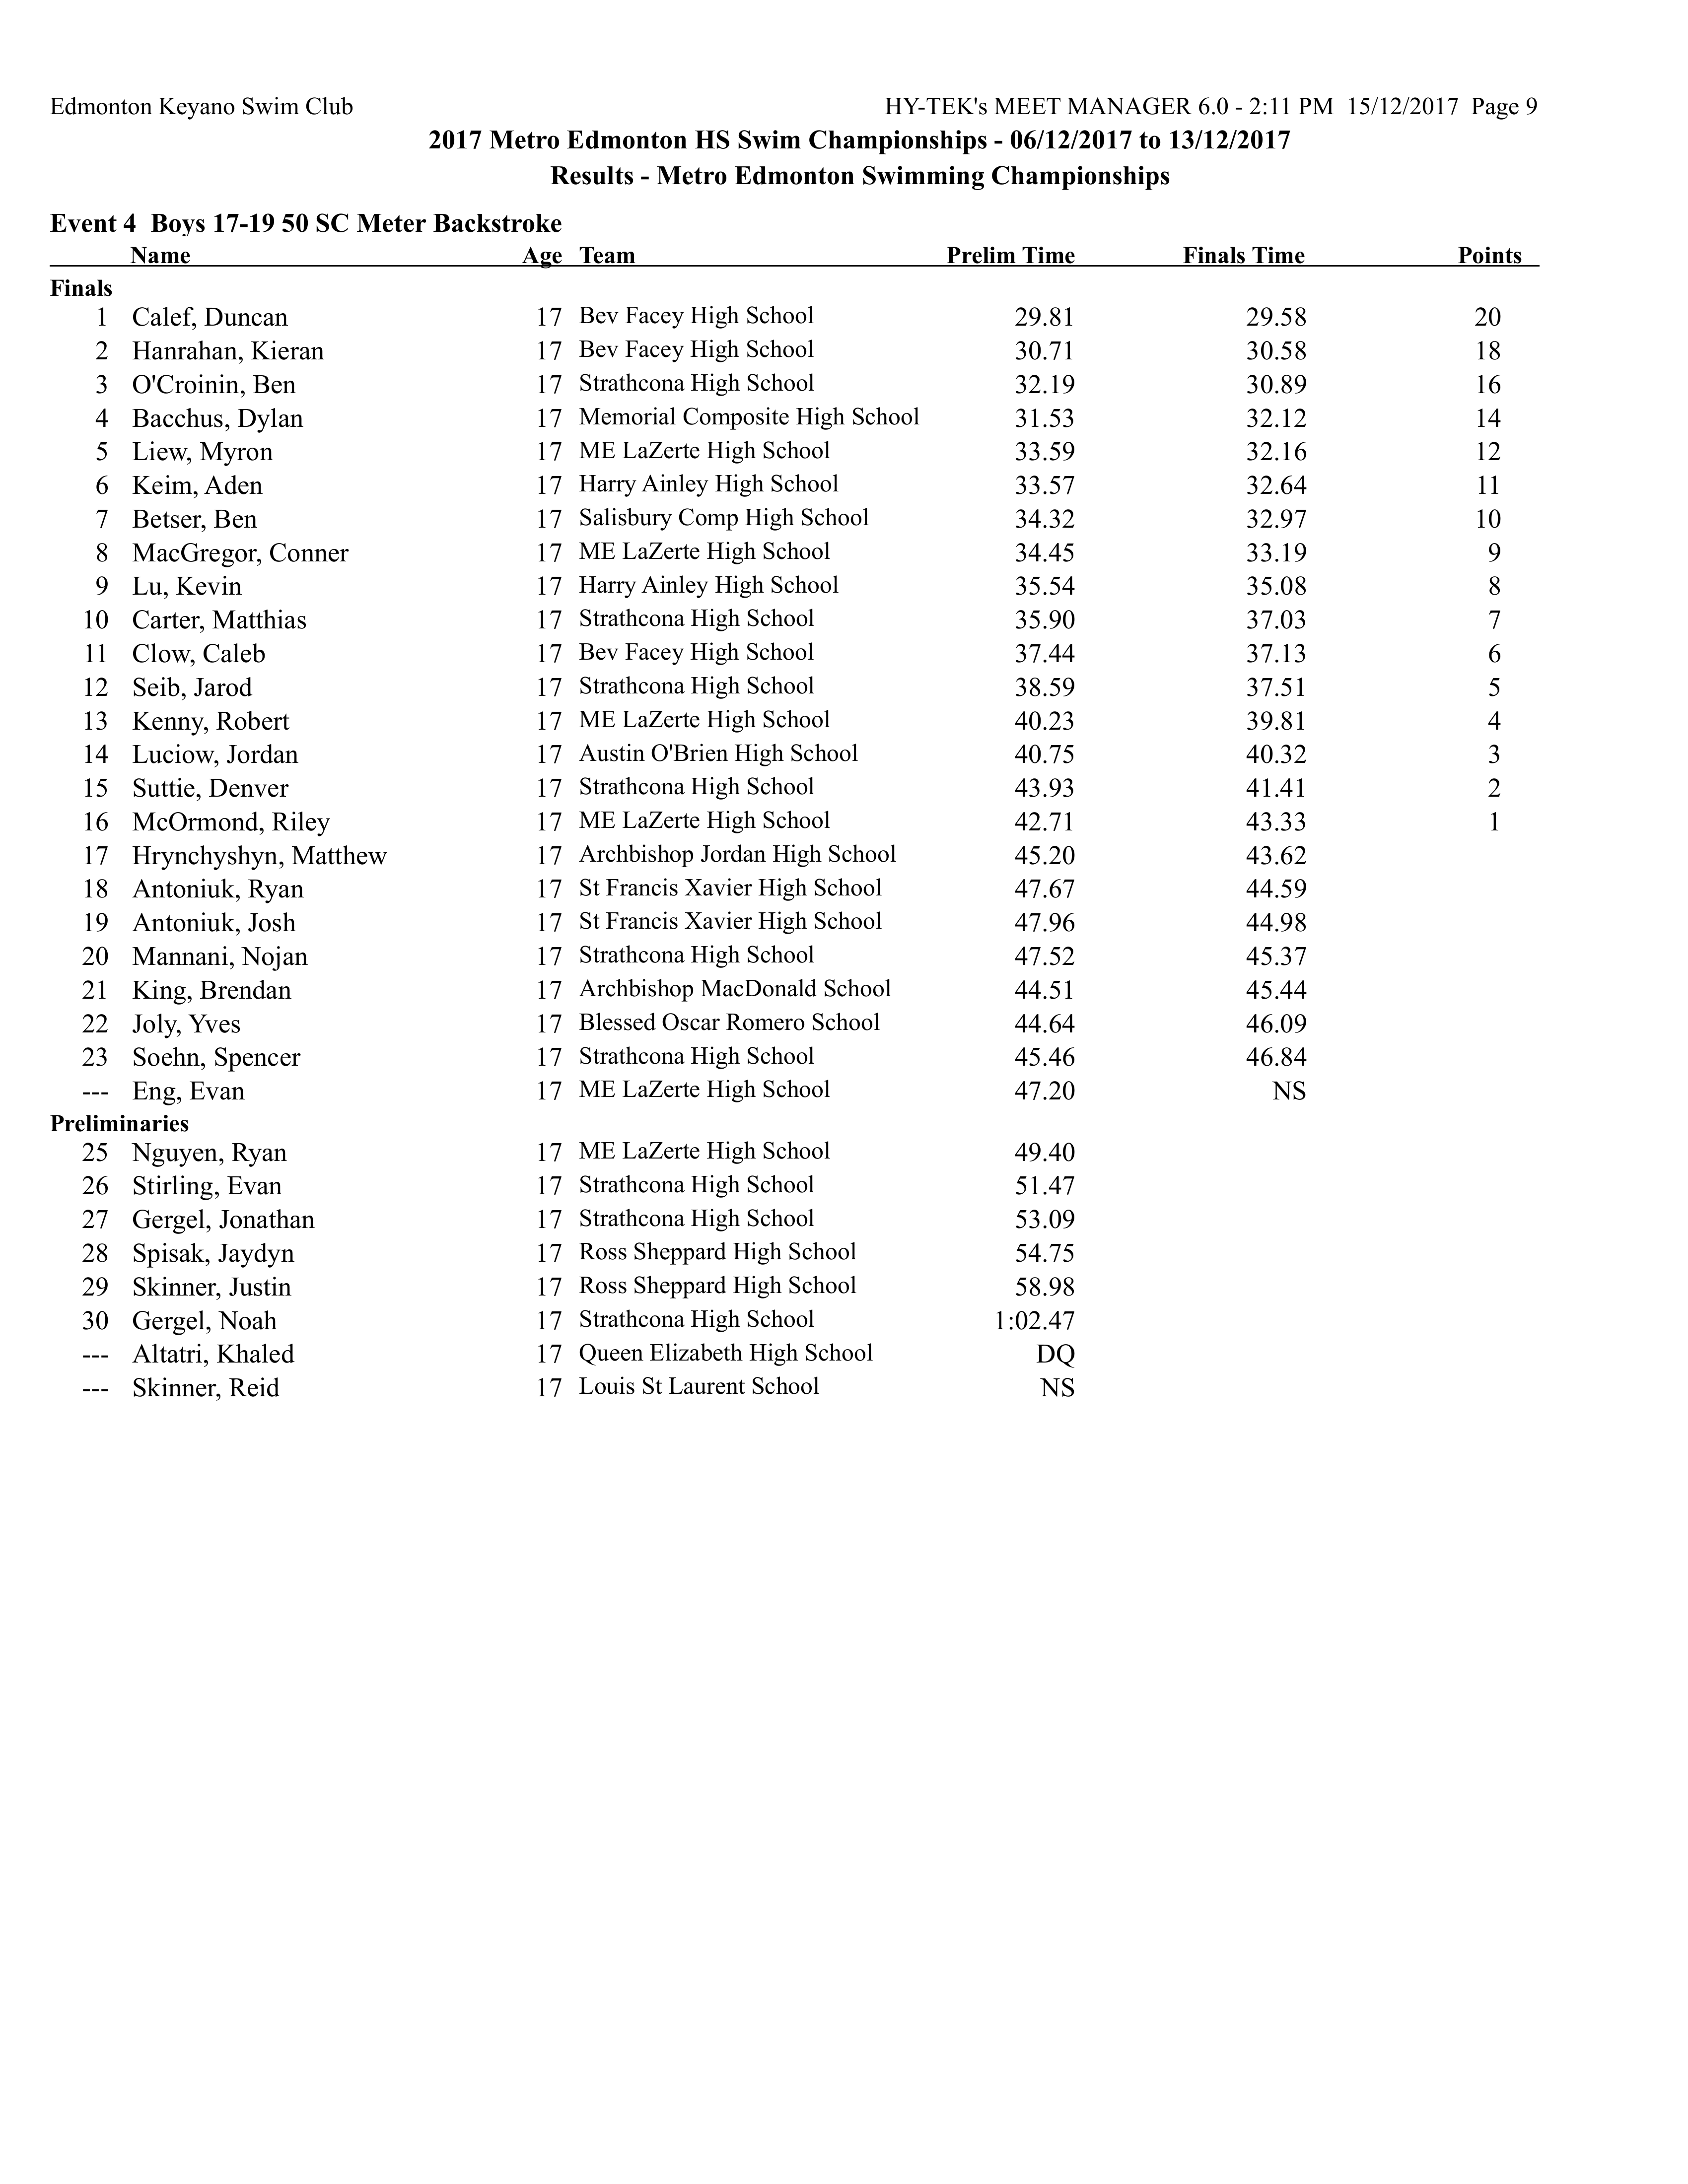 Edmonton Keyano Swim Club HY-TEK's MEET MANAGER 6.0 - 2:11 PM 15/12/2017 Page 9
2017 Metro Edmonton HS Swim Championships - 06/12/2017 to 13/12/2017
Results - Metro Edmonton Swimming Championships
Event 4 Boys 17-19 50 SC Meter Backstroke
Name Age Team Prelim Time Finals Time Points
Finals
1 Calef, Duncan 17 Bev Facey High School 29.81 29.58 20
2 Hanrahan, Kieran 17 Bev Facey High School 30.71 30.58 18
3 O'Croinin, Ben 17 Strathcona High School 32.19 30.89 16
4 Bacchus, Dylan 17 Memorial Composite High School 31.53 32.12 14
5 Liew, Myron 17 ME LaZerte High School 33.59 32.16 12
6 Keim, Aden 17 Harry Ainley High School 33.57 32.64 11
7 Betser, Ben 17 Salisbury Comp High School 34.32 32.97 10
8 MacGregor, Conner 17 ME LaZerte High School 34.45 33.19 9
9 Lu, Kevin 17 Harry Ainley High School 35.54 35.08 8
10 Carter, Matthias 17 Strathcona High School 35.90 37.03 7
11 Clow, Caleb 17 Bev Facey High School 37.44 37.13 6
12 Seib, Jarod 17 Strathcona High School 38.59 37.51 5
13 Kenny, Robert 17 ME LaZerte High School 40.23 39.81 4
14 Luciow, Jordan 17 Austin O'Brien High School 40.75 40.32 3
15 Suttie, Denver 17 Strathcona High School 43.93 41.41 2
16 McOrmond, Riley 17 ME LaZerte High School 42.71 43.33 1
17 Hrynchyshyn, Matthew 17 Archbishop Jordan High School 45.20 43.62
18 Antoniuk, Ryan 17 St Francis Xavier High School 47.67 44.59
19 Antoniuk, Josh 17 St Francis Xavier High School 47.96 44.98
20 Mannani, Nojan 17 Strathcona High School 47.52 45.37
21 King, Brendan 17 Archbishop MacDonald School 44.51 45.44
22 Joly, Yves 17 Blessed Oscar Romero School 44.64 46.09
23 Soehn, Spencer 17 Strathcona High School 45.46 46.84
--- Eng, Evan 17 ME LaZerte High School 47.20 NS
Preliminaries
25 Nguyen, Ryan 17 ME LaZerte High School 49.40
26 Stirling, Evan 17 Strathcona High School 51.47
27 Gergel, Jonathan 17 Strathcona High School 53.09
28 Spisak, Jaydyn 17 Ross Sheppard High School 54.75
29 Skinner, Justin 17 Ross Sheppard High School 58.98
30 Gergel, Noah 17 Strathcona High School 1:02.47
--- Altatri, Khaled 17 Queen Elizabeth High School DQ
--- Skinner, Reid 17 Louis St Laurent School NS